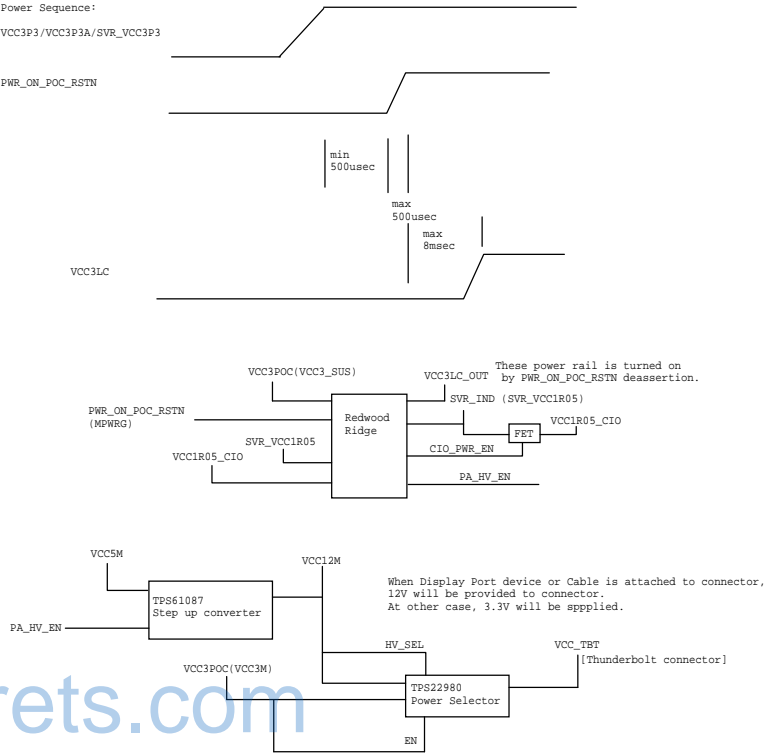 Power Sequence:
VCC3P3/VCC3P3A/SVR_VCC3P3
PWR_ON_POC_RSTN
min
500usec
max
500usec
max
8msec
VCC3LC
VCC3POC(VCC3_SUS)
VCC3LC_OUT
These power rail is turned on
by PWR_ON_POC_RSTN deassertion.
SVR_IND (SVR_VCC1R05)
PWR_ON_POC_RSTN
(MPWRG)
Redwood
Ridge
VCC1R05_CIO
FET
SVR_VCC1R05
CIO_PWR_EN
VCC1R05_CIO
PA_HV_EN
VCC5M
VCC12M
When Display Port device or Cable is attached to connector,
12V will be provided to connector.
At other case, 3.3V will be sppplied.
TPS61087
Step up converter
PA_HV_EN
HV_SEL
VCC_TBT
[Thunderbolt connector]
VCC3POC(VCC3M)
TPS22980
Power Selector
EN
rets.com